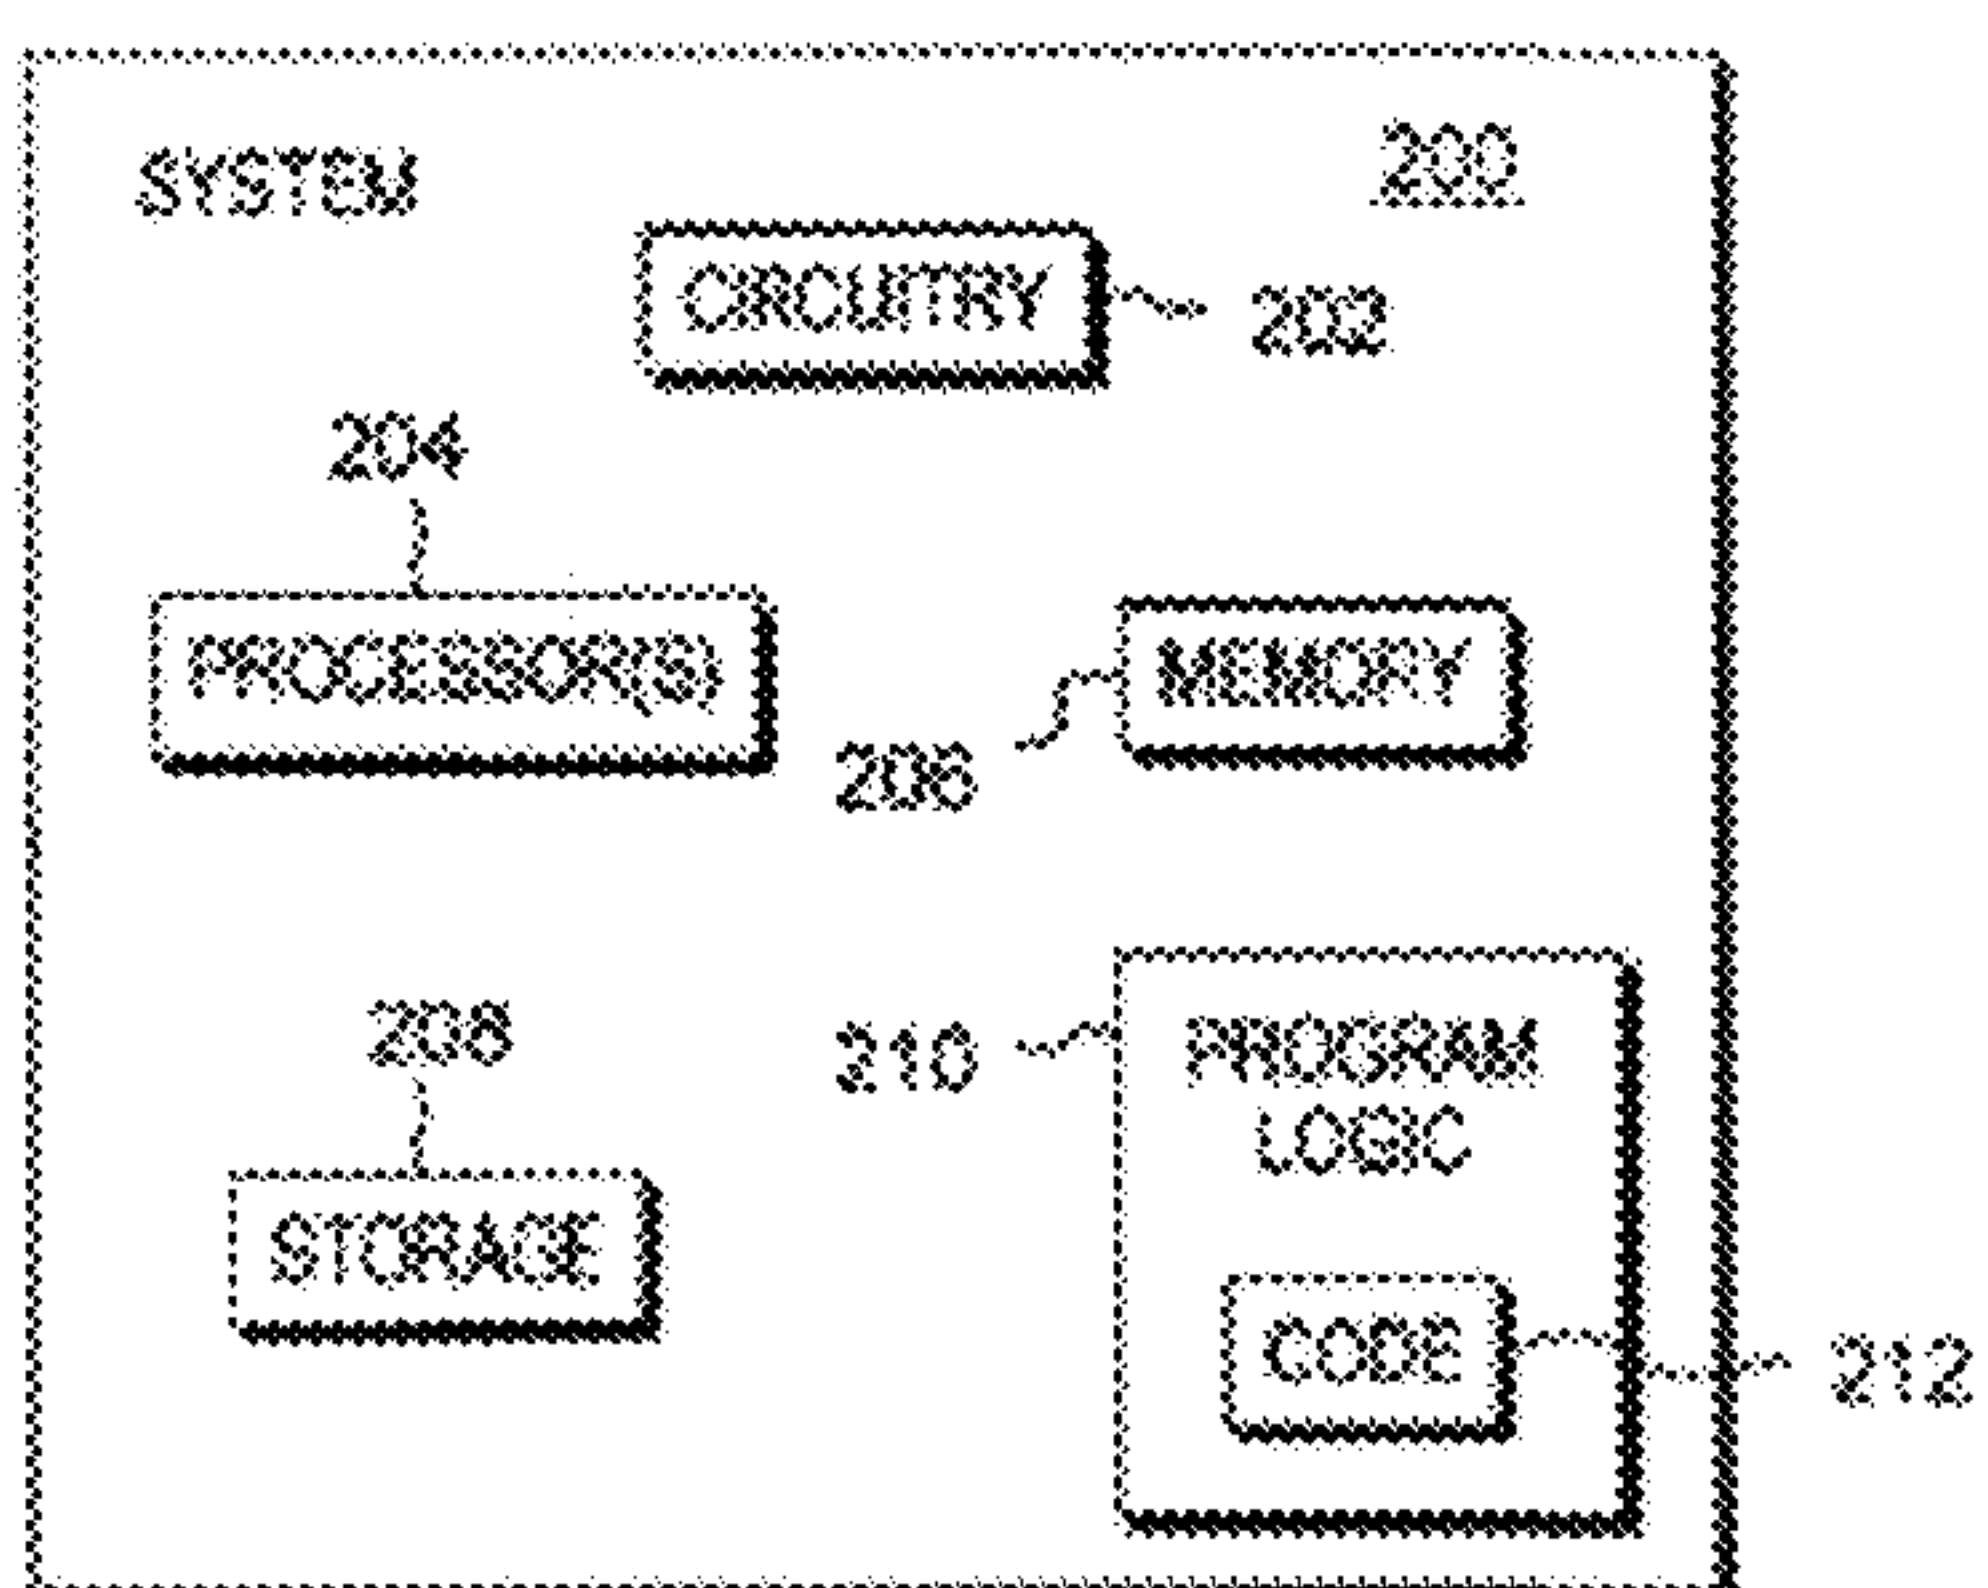 SYSTEM
200
CIRCUITRY
202
204
PROCESSOR(S)
MEMORY
206
208
STORAGE
210
PROGRAM
LOGIC
CODE
212